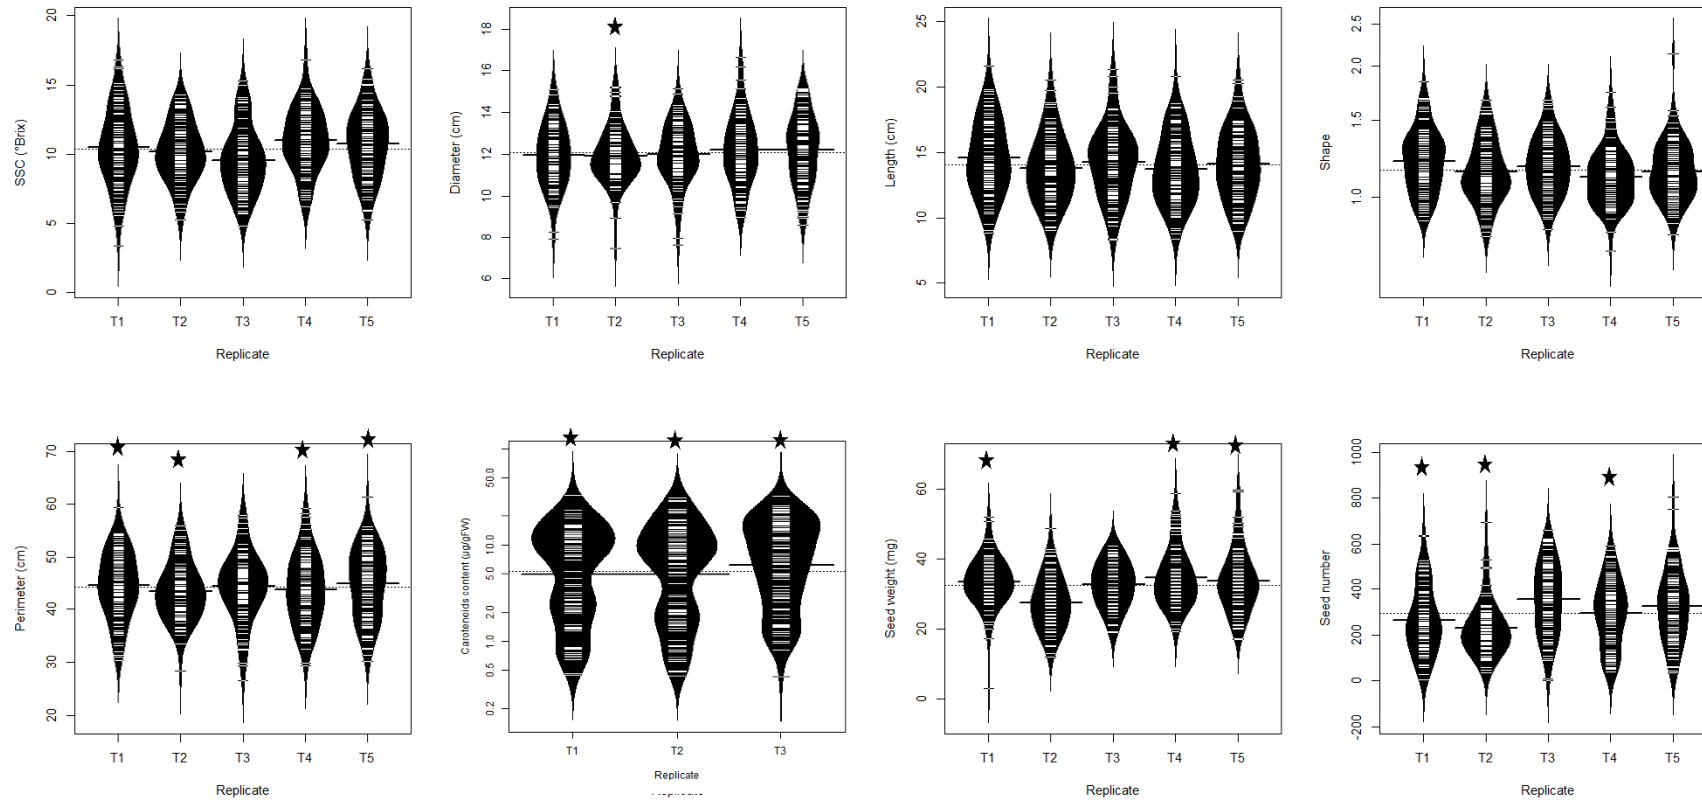 SSC (°Brix)
20
15
10
5
0
T1 T2 T3 T4 T5
Replicate
Diameter (cm)
18
16
14
12
10
8
6
T1 T2 T3 T4 T5
Replicate
Length (cm)
25
20
15
10
5
T1 T2 T3 T4 T5
Replicate
Shape
2.5
2.0
1.5
1.0
T1 T2 T3 T4 T5
Replicate
Perimeter (cm)
70
60
50
40
30
20
T1 T2 T3 T4 T5
Replicate
Carotenoids content (µg/gFW)
50.0
10.0
5.0
2.0
1.0
0.5
0.2
T1 T2 T3
Replicate
Replicate
Seed weight (mg)
60
40
20
0
T1 T2 T3 T4 T5
Replicate
Seed number
1000
800
600
400
200
0
-200
T1 T2 T3 T4 T5
Replicate